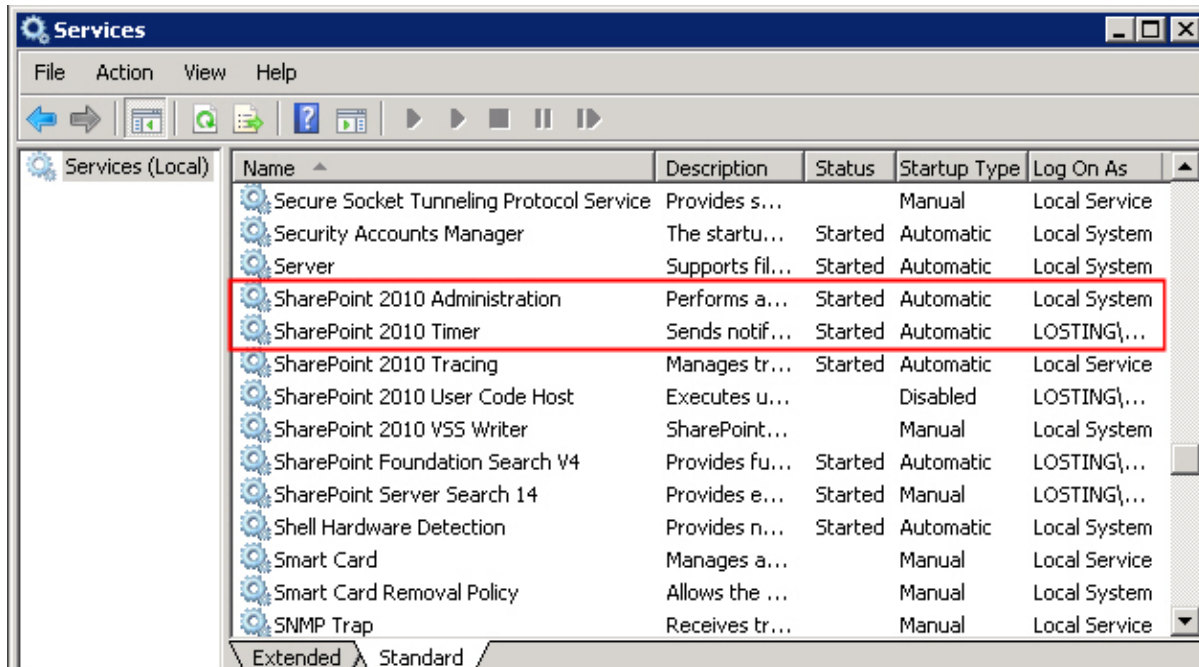 Services
File Action View Help
Services (Local)
Name Description Status Startup Type Log On As
Secure Socket Tunneling Protocol Service Provides s... Manual Local Service
Security Accounts Manager The startu... Started Automatic Local System
Server Supports fil... Started Automatic Local System
SharePoint 2010 Administration Performs a... Started Automatic Local System
SharePoint 2010 Timer Sends notif... Started Automatic LOSTING\...
SharePoint 2010 Tracing Manages tr... Started Automatic Local Service
SharePoint 2010 User Code Host Executes u... Disabled LOSTING\...
SharePoint 2010 VSS Writer SharePoint... Manual Local System
SharePoint Foundation Search V4 Provides fu... Started Automatic LOSTING\...
SharePoint Server Search 14 Provides e... Started Manual LOSTING\...
Shell Hardware Detection Provides n... Started Automatic Local System
Smart Card Manages a... Manual Local Service
Smart Card Removal Policy Allows the ... Manual Local System
SNMP Trap Receives tr... Manual Local Service
Extended Standard